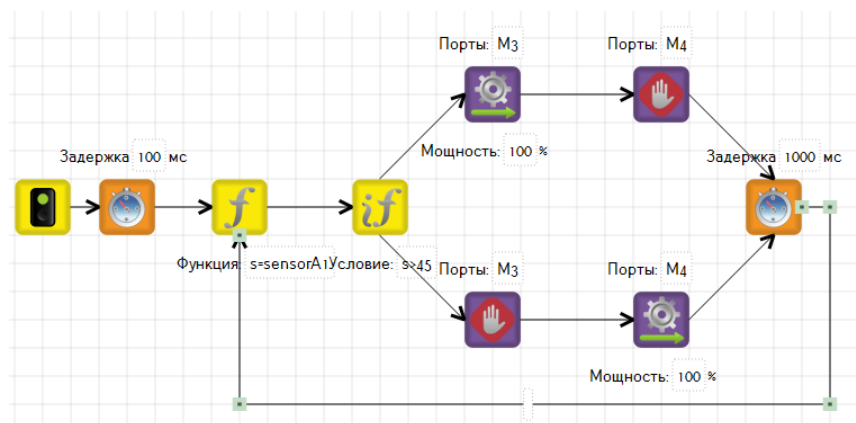 Порты: M3
Порты: M4
Мощность: 100 %
Задержка 100 мс
Задержка 1000 мс
f
if
Функция: s=sensorA1
Условие: s>45
Порты: M3
Порты: M4
Мощность: 100 %